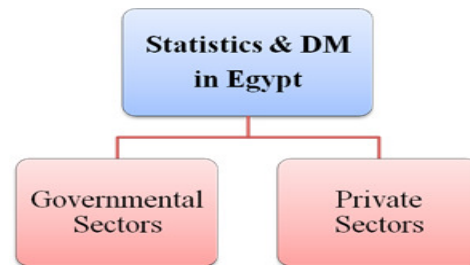 Statistics & DM
in Egypt
Governmental
Sectors
Private
Sectors